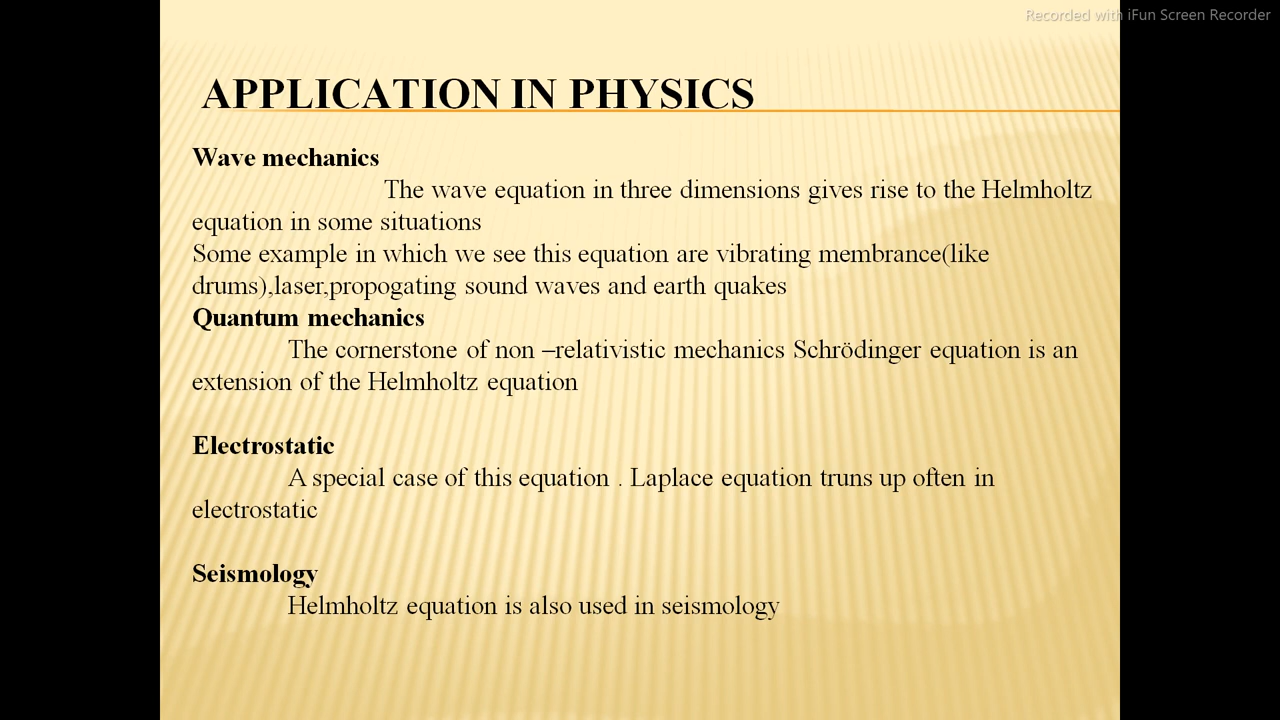 Recorded with iFun Screen Recorder
APPLICATION IN PHYSICS
Wave mechanics
The wave equation in three dimensions gives rise to the Helmholtz
equation in some situations
Some example in which we see this equation are vibrating membrance(like
drums),laser,propogating sound waves and earth quakes
Quantum mechanics
The cornerstone of non –relativistic mechanics Schrödinger equation is an
extension of the Helmholtz equation
Electrostatic
A special case of this equation . Laplace equation truns up often in
electrostatic
Seismology
Helmholtz equation is also used in seismology